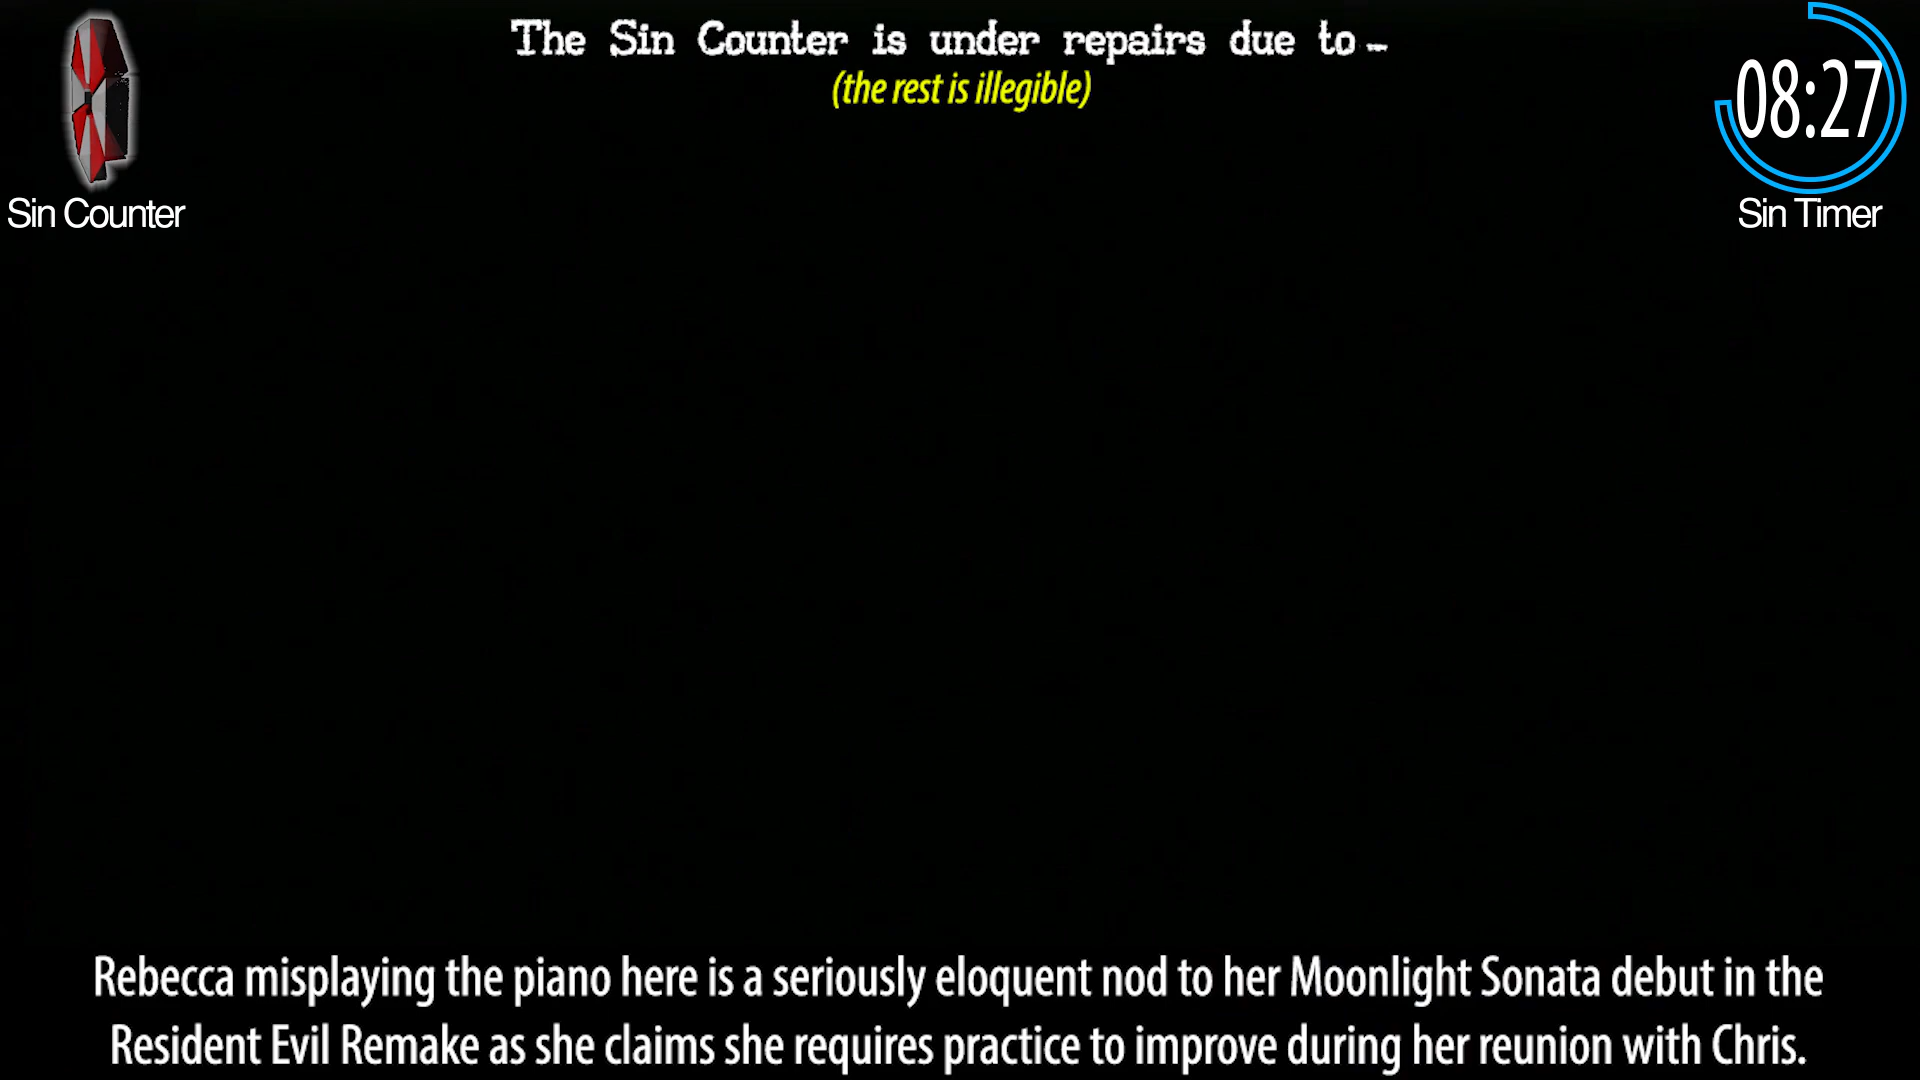 The Sin Counter is under repairs due to -
(the rest is illegible)
08:27
Sin Counter
Sin Timer
Rebecca misplaying the piano here is a seriously eloquent nod to her Moonlight Sonata debut in the
Resident Evil Remake as she claims she requires practice to improve during her reunion with Chris.